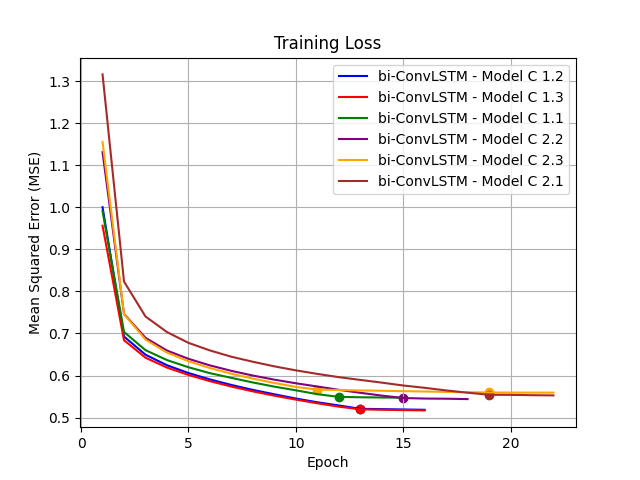 Training Loss
bi-ConvLSTM - Model C 1.2
bi-ConvLSTM - Model C 1.3
bi-ConvLSTM - Model C 1.1
bi-ConvLSTM - Model C 2.2
bi-ConvLSTM - Model C 2.3
bi-ConvLSTM - Model C 2.1
Mean Squared Error (MSE)
1.3
1.2
1.1
1.0
0.9
0.8
0.7
0.6
0.5
0 5 10 15 20
Epoch